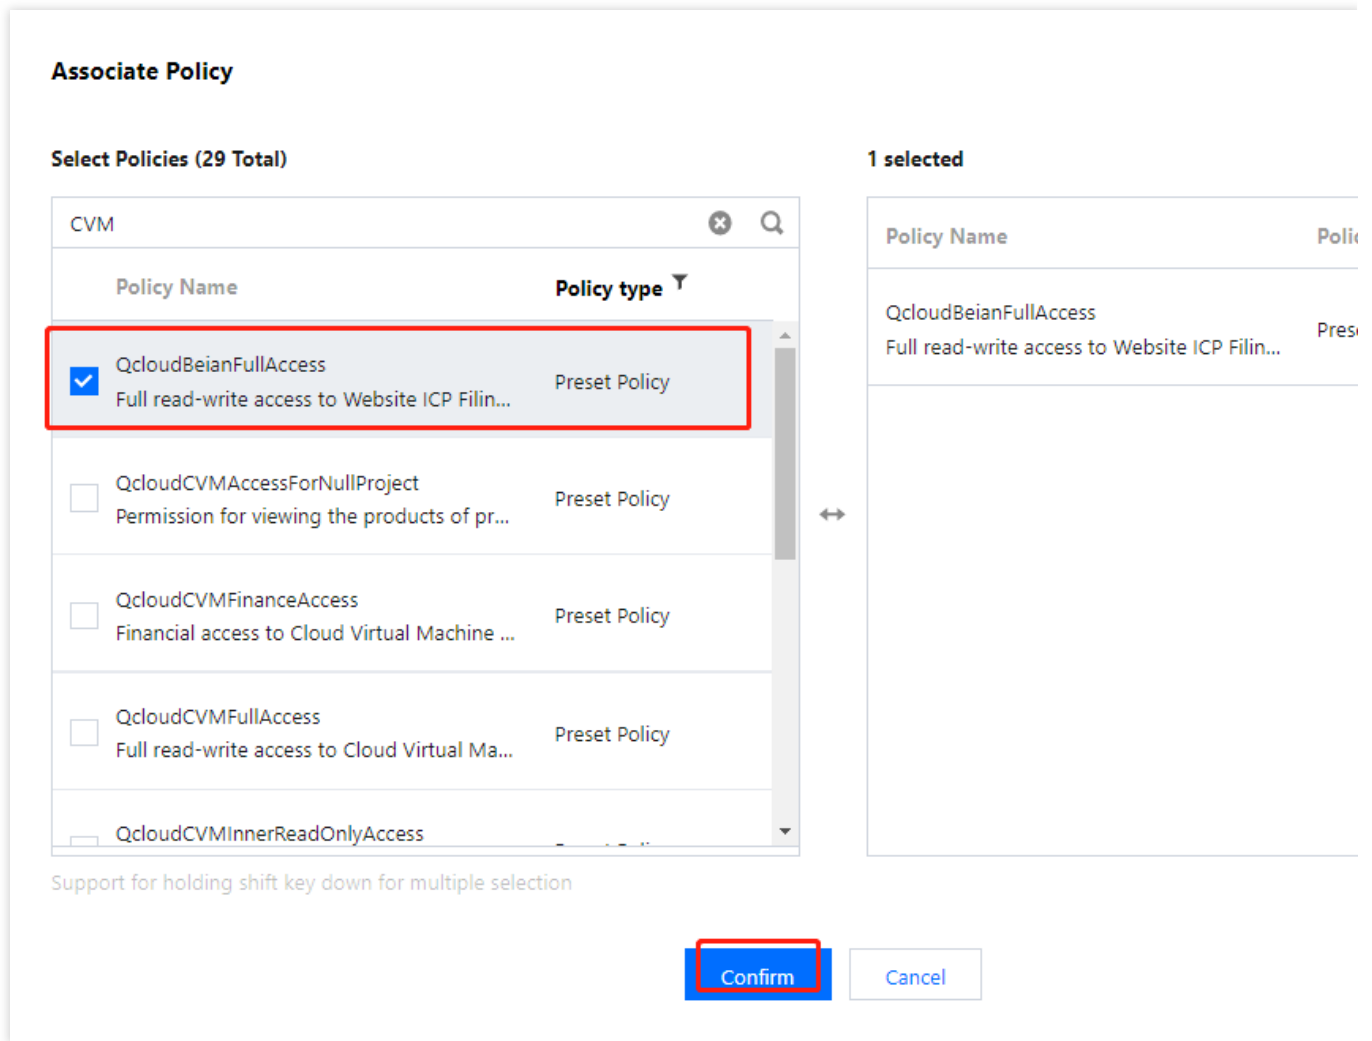 Associate Policy
Select Policies (29 Total)
CVM
Policy Name
Policy type
QcloudBeianFullAccess
Full read-write access to Website ICP Filin...
Preset Policy
QcloudCVMAccessForNullProject
Permission for viewing the products of pr...
Preset Policy
QcloudCVMFinanceAccess
Financial access to Cloud Virtual Machine ...
Preset Policy
QcloudCVMFullAccess
Full read-write access to Cloud Virtual Ma...
Preset Policy
QcloudCVMInnerReadOnlyAccess
Support for holding shift key down for multiple selection
1 selected
Policy Name
Polic
QcloudBeianFullAccess
Full read-write access to Website ICP Filin...
Prese
Confirm
Cancel